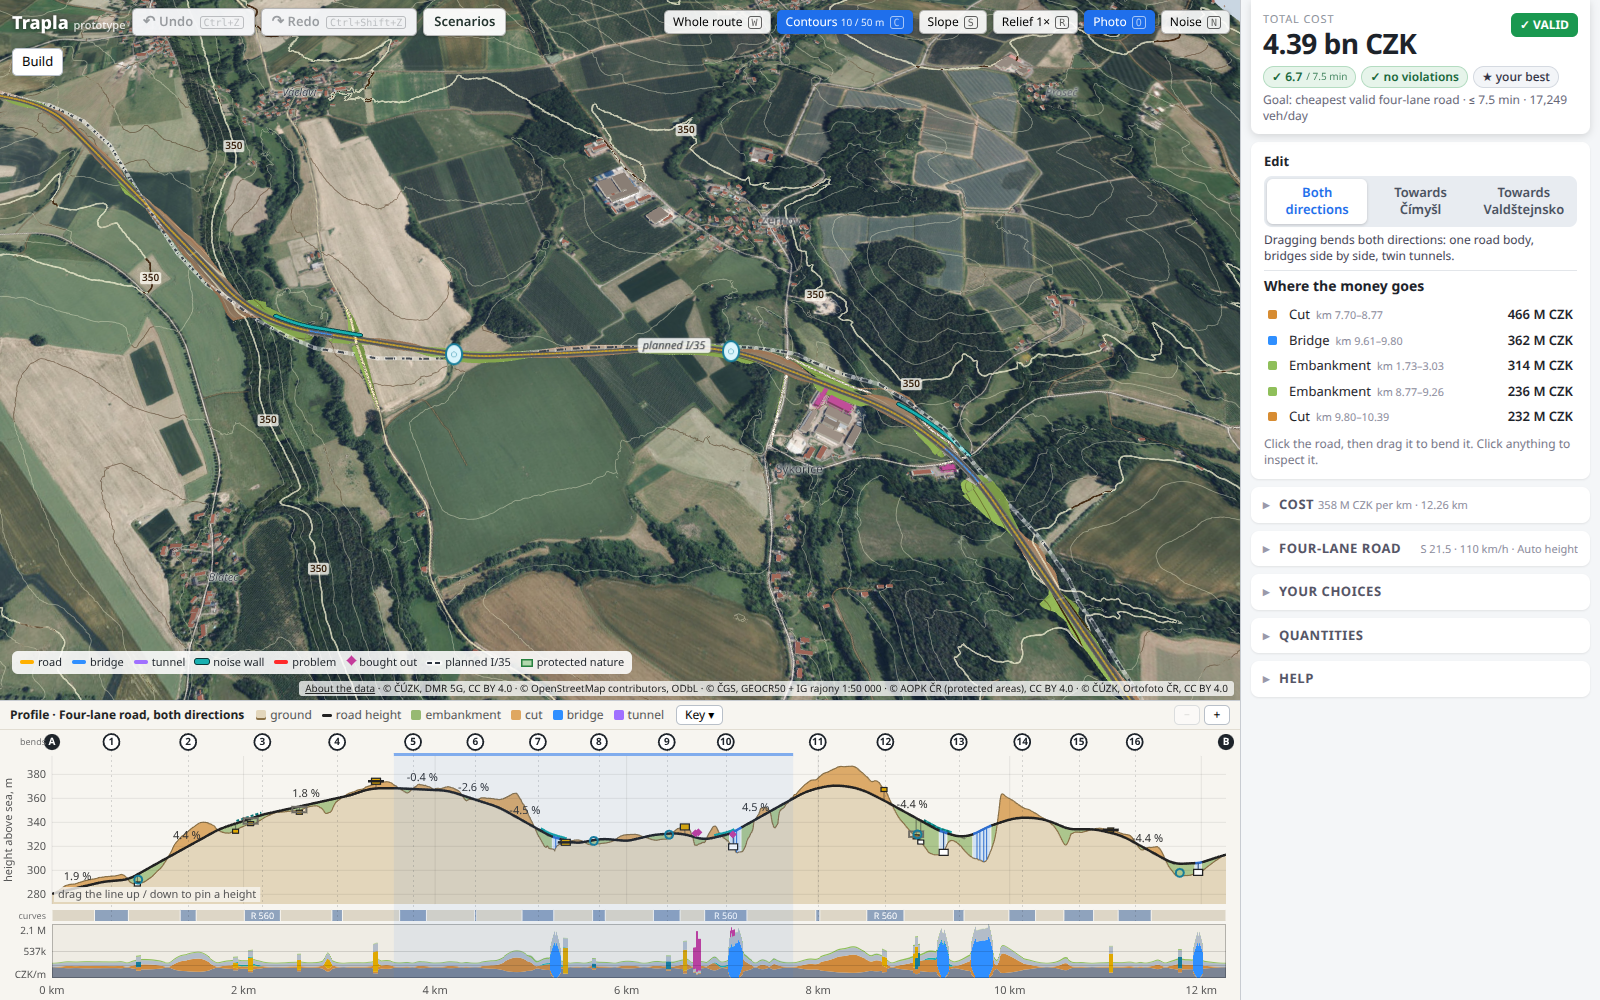 Trapla prototype
↶ Undo Ctrl+Z
↷ Redo Ctrl+Shift+Z
Scenarios
Whole route W
Contours 10 / 50 m C
Slope S
Relief 1× R
Photo O
Noise N
Build
350
350
350
350
350
350
350
planned I/35
Žernov
Sýkořice
road
bridge
tunnel
noise wall
problem
bought out
planned I/35
protected nature
About the data · © ČÚZK, DMR 5G, CC BY 4.0 · © OpenStreetMap contributors, ODbL · © ČGS, GEOCR50 + IG rajony 1:50 000 · © AOPK ČR (protected areas), CC BY 4.0 · © ČÚZK, Ortofoto ČR, CC BY 4.0
TOTAL COST
4.39 bn CZK
✓ VALID
✓ 6.7 / 7.5 min
✓ no violations
★ your best
Goal: cheapest valid four-lane road · ≤ 7.5 min · 17,249
veh/day
Edit
Both
directions
Towards
Čímyšl
Towards
Valdštejnsko
Dragging bends both directions: one road body,
bridges side by side, twin tunnels.
Where the money goes
Cut km 7.70–8.77 466 M CZK
Bridge km 9.61–9.80 362 M CZK
Embankment km 1.73–3.03 314 M CZK
Embankment km 8.77–9.26 236 M CZK
Cut km 9.80–10.39 232 M CZK
Click the road, then drag it to bend it. Click anything to
inspect it.
▶ COST 358 M CZK per km · 12.26 km
▶ FOUR-LANE ROAD S 21.5 · 110 km/h · Auto height
▶ YOUR CHOICES
▶ QUANTITIES
▶ HELP
Profile · Four-lane road, both directions
ground
road height
embankment
cut
bridge
tunnel
Key ▾
−
+
bends A 1 2 3 4 5 6 7 8 9 10 11 12 13 14 15 16 B
height above sea, m
380
360
340
320
300
280
1.9 %
4.4 %
1.8 %
-0.4 %
-2.6 %
-4.5 %
4.5 %
-4.4 %
-4.4 %
drag the line up / down to pin a height
curves
R 560
R 560
R 560
2.1 M
537k
CZK/m
0 km 2 km 4 km 6 km 8 km 10 km 12 km